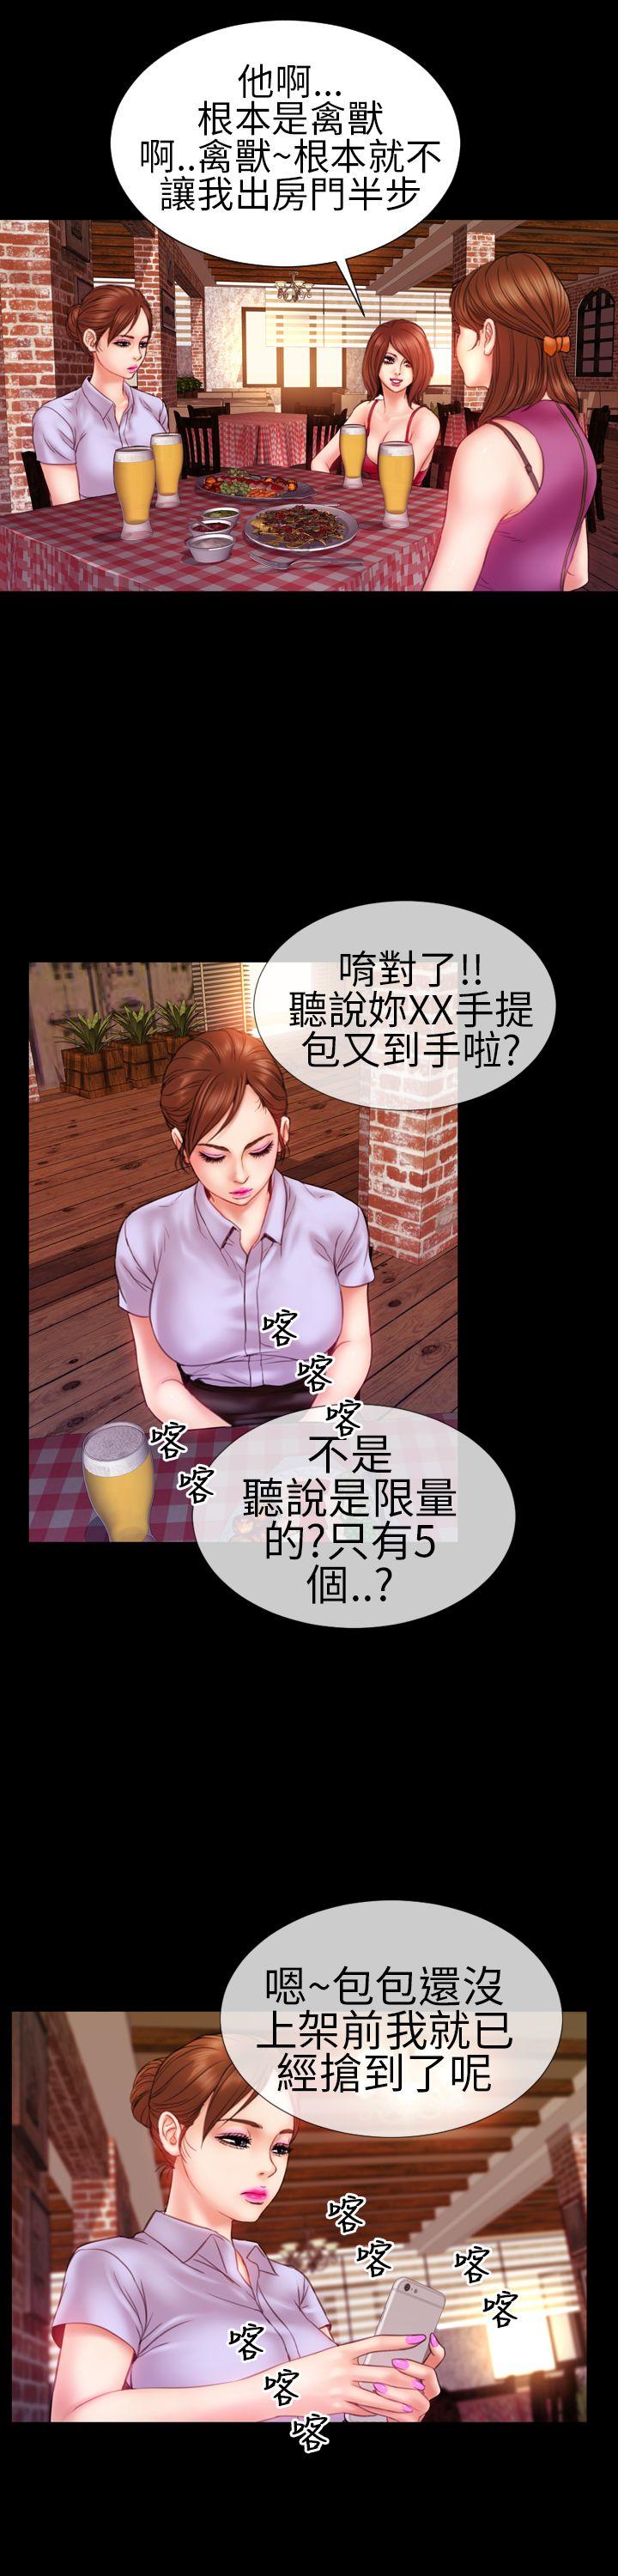 他啊...
根本是禽獸
啊..禽獸~根本就不
讓我出房門半步
唷對了!!
聽說妳XX手提
包又到手啦?
喀
喀
喀
喀
喀
不是
聽說是限量
的?只有5
個..?
嗯~包包還沒
上架前我就已
經搶到了呢
喀
喀
喀
喀
喀
喀
喀